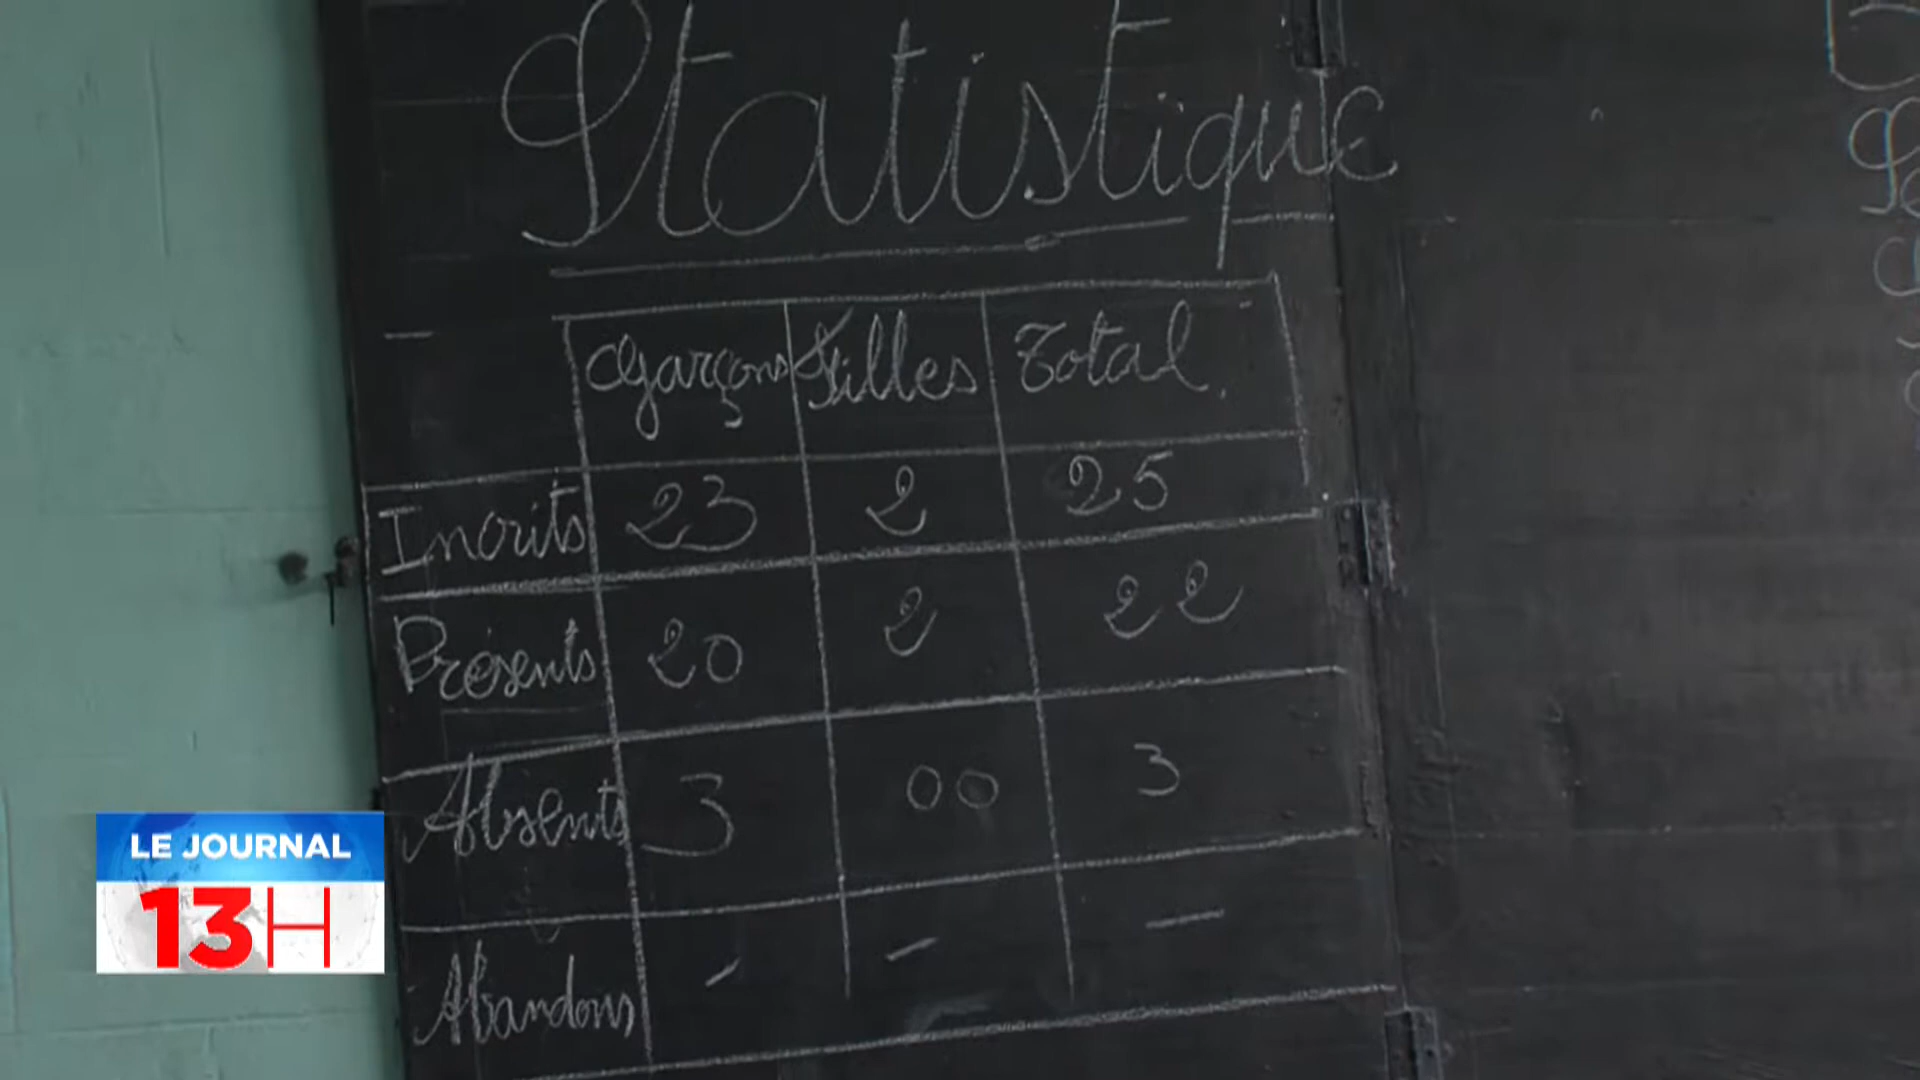 Statistique
Garçons Filles Total
Inorits 23 2 25
Présents 20 2 22
Absents 3 00 3
Abandons - - -
LE JOURNAL
13H